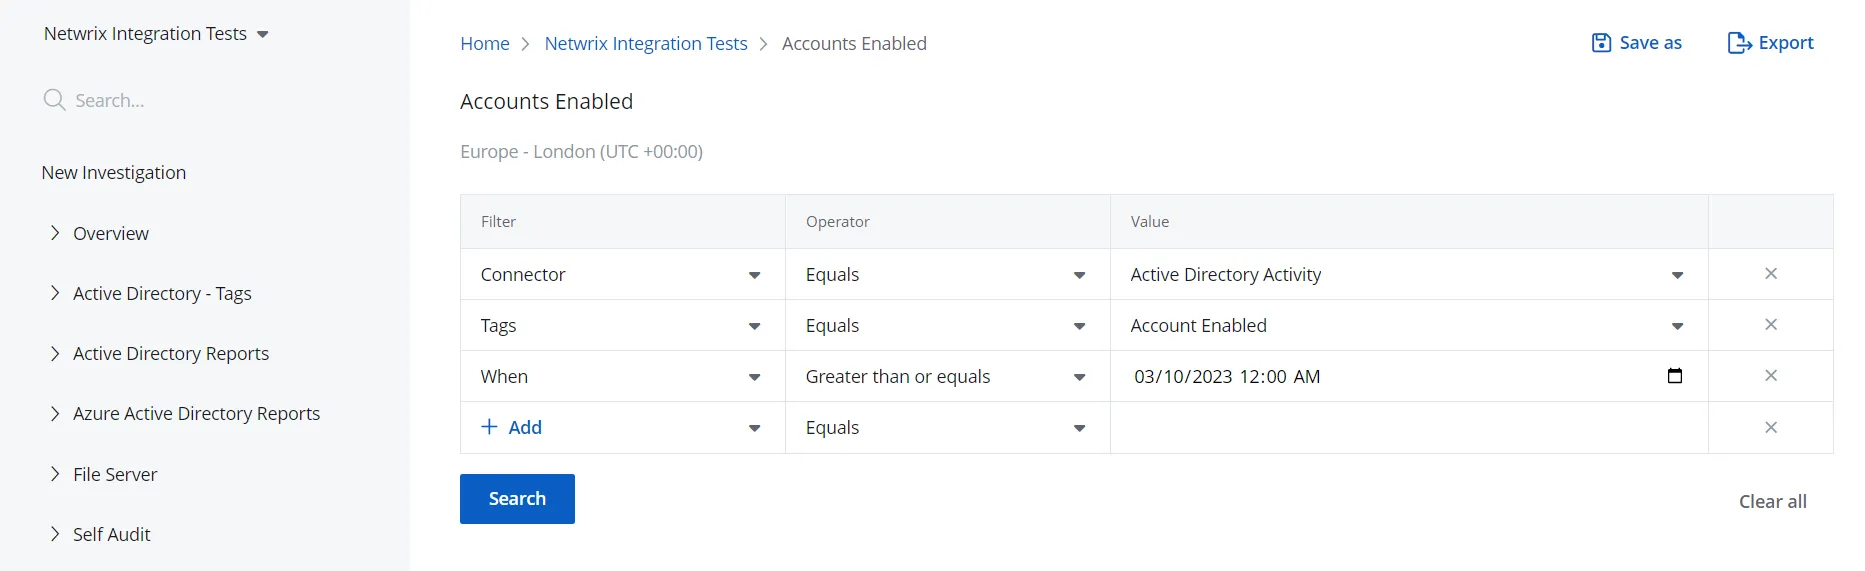 Netwrix Integration Tests
Search...
New Investigation
Overview
Active Directory - Tags
Active Directory Reports
Azure Active Directory Reports
File Server
Self Audit
Home > Netwrix Integration Tests > Accounts Enabled
Save as
Export
Accounts Enabled
Europe - London (UTC +00:00)
Filter Operator Value
Connector Equals Active Directory Activity
Tags Equals Account Enabled
When Greater than or equals 03/10/2023 12:00 AM
+ Add Equals
Search
Clear all